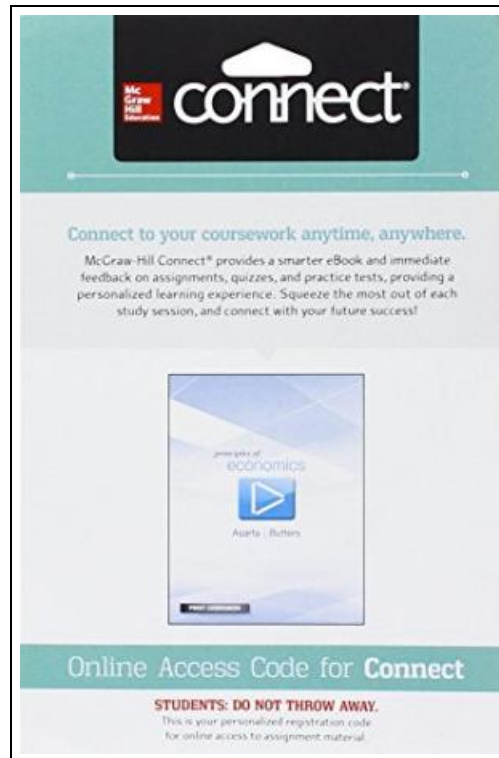 Mc
Graw
Hill
Education
connect®
Connect to your coursework anytime, anywhere.
McGraw-Hill Connect® provides a smarter eBook and immediate
feedback on assignments, quizzes, and practice tests, providing a
personalized learning experience. Squeeze the most out of each
study session, and connect with your future success!
principles of
economics
Asarta Butters
FIRST EDITION
Online Access Code for Connect
STUDENTS: DO NOT THROW AWAY.
This is your personalized registration code
for online access to assignment material.